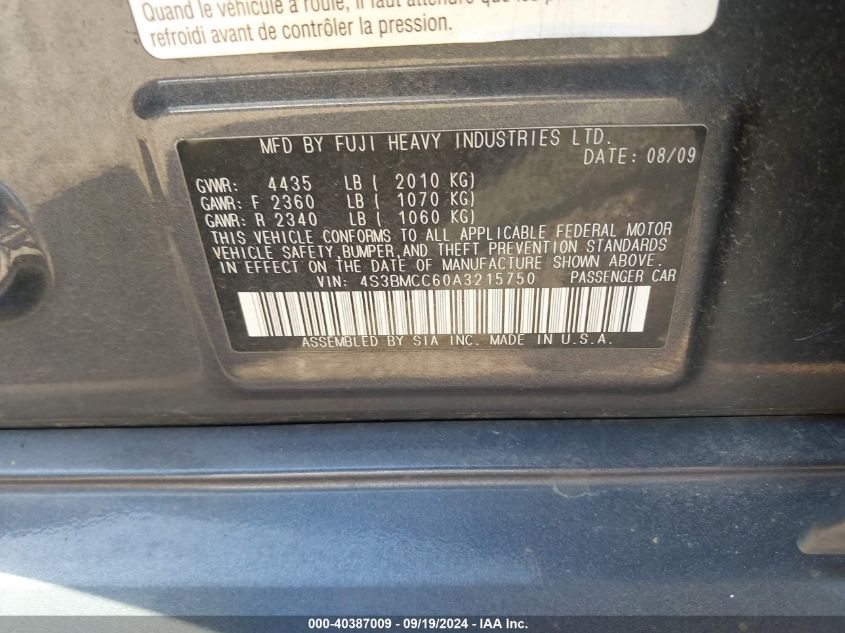 Quand le véhicule a roulé, il faut attendre que les
refroidi avant de contrôler la pression.
MFD BY FUJI HEAVY INDUSTRIES LTD.
DATE: 08/09
GVWR: 4435 LB ( 2010 KG)
GAWR: F 2360 LB ( 1070 KG)
GAWR: R 2340 LB ( 1060 KG)
THIS VEHICLE CONFORMS TO ALL APPLICABLE FEDERAL MOTOR
VEHICLE SAFETY, BUMPER, AND THEFT PREVENTION STANDARDS
IN EFFECT ON THE DATE OF MANUFACTURE SHOWN ABOVE.
VIN: 4S3BMCC60A3215750 PASSENGER CAR
ASSEMBLED BY SIA INC. MADE IN U.S.A.
000-40387009 - 09/19/2024 - IAA, Inc.